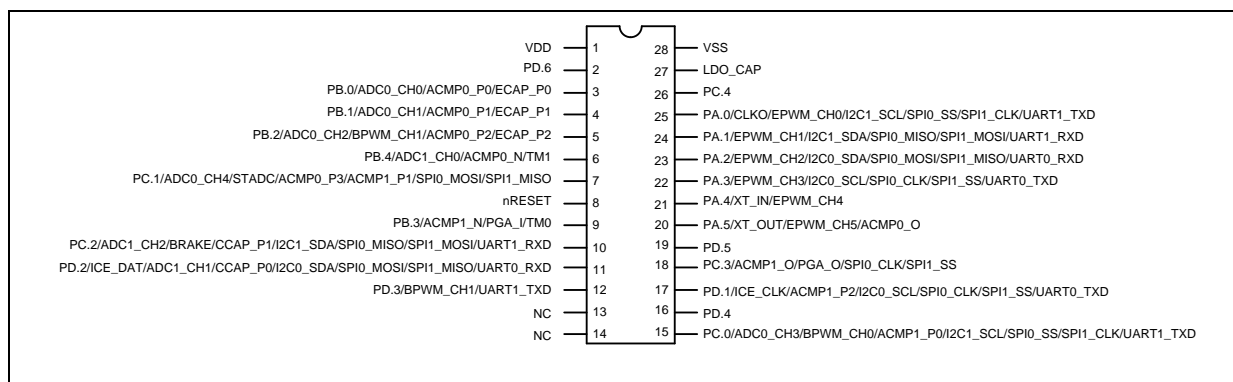 VDD 1 28 VSS
PD.6 2 27 LDO_CAP
PB.0/ADC0_CH0/ACMP0_P0/ECAP_P0 3 26 PC.4
PB.1/ADC0_CH1/ACMP0_P1/ECAP_P1 4 25 PA.0/CLKO/EPWM_CH0/I2C1_SCL/SPI0_SS/SPI1_CLK/UART1_TXD
PB.2/ADC0_CH2/BPWM_CH1/ACMP0_P2/ECAP_P2 5 24 PA.1/EPWM_CH1/I2C1_SDA/SPI0_MISO/SPI1_MOSI/UART1_RXD
PB.4/ADC1_CH0/ACMP0_N/TM1 6 23 PA.2/EPWM_CH2/I2C0_SDA/SPI0_MOSI/SPI1_MISO/UART0_RXD
PC.1/ADC0_CH4/STADC/ACMP0_P3/ACMP1_P1/SPI0_MOSI/SPI1_MISO 7 22 PA.3/EPWM_CH3/I2C0_SCL/SPI0_CLK/SPI1_SS/UART0_TXD
nRESET 8 21 PA.4/XT_IN/EPWM_CH4
PB.3/ACMP1_N/PGA_I/TM0 9 20 PA.5/XT_OUT/EPWM_CH5/ACMP0_O
PC.2/ADC1_CH2/BRAKE/CCAP_P1/I2C1_SDA/SPI0_MISO/SPI1_MOSI/UART1_RXD 10 19 PD.5
PD.2/ICE_DAT/ADC1_CH1/CCAP_P0/I2C0_SDA/SPI0_MOSI/SPI1_MISO/UART0_RXD 11 18 PC.3/ACMP1_O/PGA_O/SPI0_CLK/SPI1_SS
PD.3/BPWM_CH1/UART1_TXD 12 17 PD.1/ICE_CLK/ACMP1_P2/I2C0_SCL/SPI0_CLK/SPI1_SS/UART0_TXD
NC 13 16 PD.4
NC 14 15 PC.0/ADC0_CH3/BPWM_CH0/ACMP1_P0/I2C1_SCL/SPI0_SS/SPI1_CLK/UART1_TXD